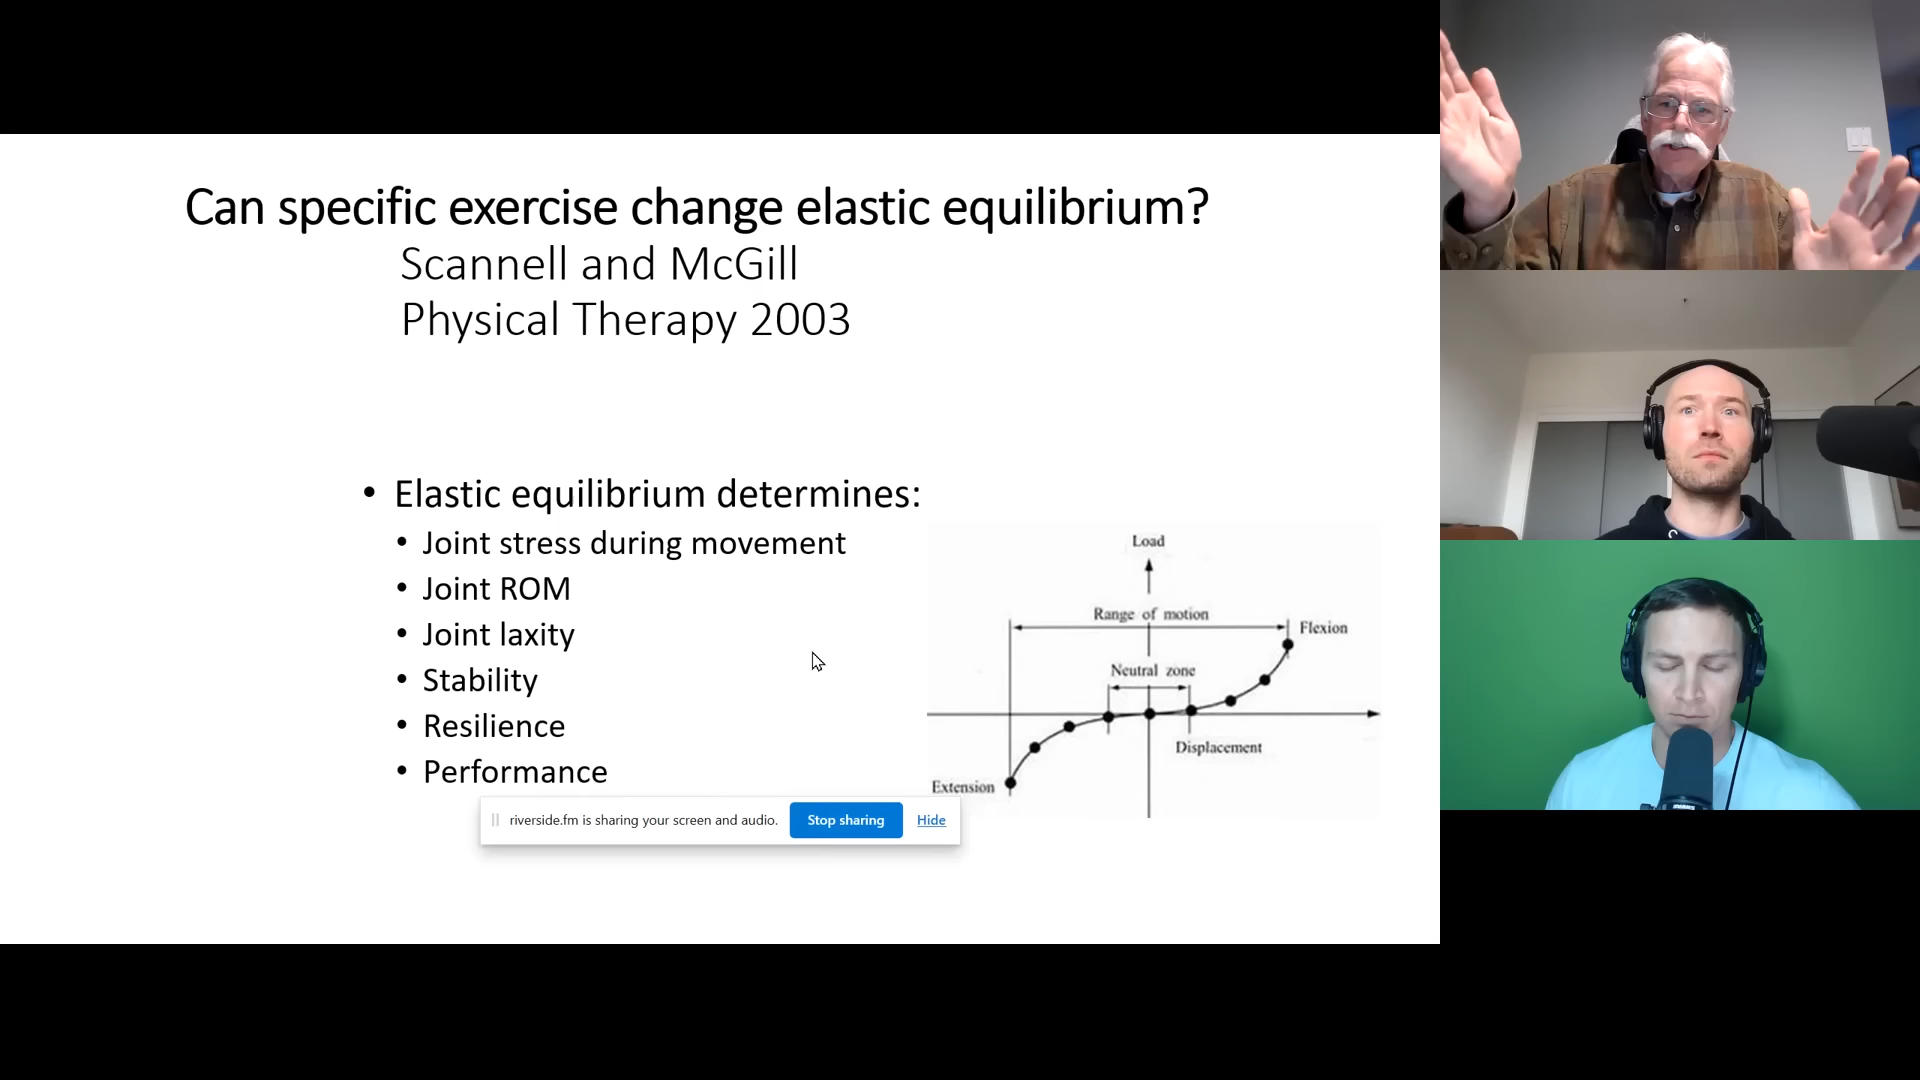 Can specific exercise change elastic equilibrium?
Scannell and McGill
Physical Therapy 2003
• Elastic equilibrium determines:
• Joint stress during movement
• Joint ROM
• Joint laxity
• Stability
• Resilience
• Performance
Load
Range of motion
Flexion
Neutral zone
Displacement
Extension
riverside.fm is sharing your screen and audio.
Stop sharing
Hide